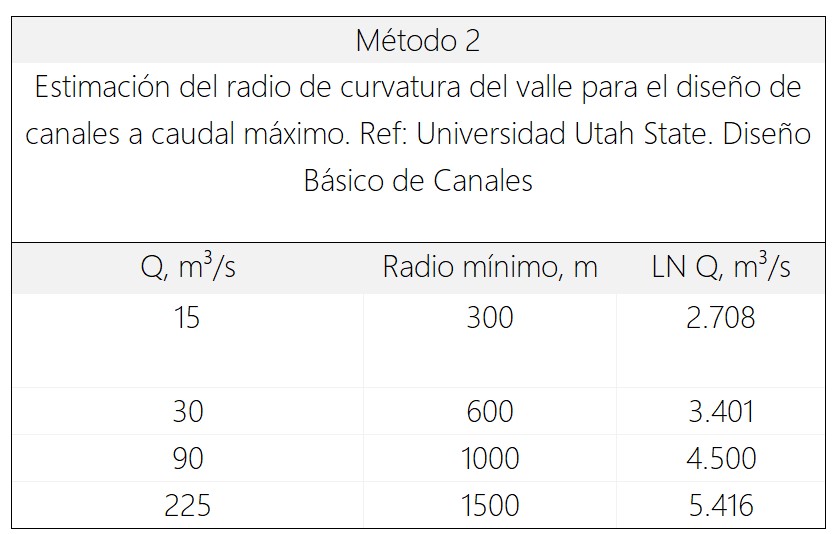 Método 2
Estimación del radio de curvatura del valle para el diseño de
canales a caudal máximo. Ref: Universidad Utah State. Diseño
Básico de Canales
Q, m³/s Radio mínimo, m LN Q, m³/s
15 300 2.708
30 600 3.401
90 1000 4.500
225 1500 5.416